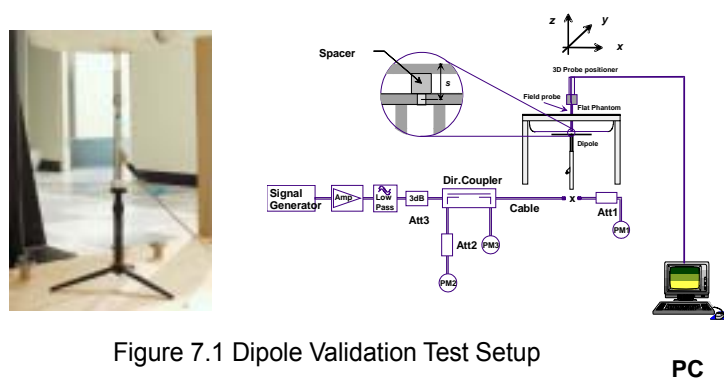 z
y
x
Spacer
s
3D Probe positioner
Field probe
Flat Phantom
Dipole
Dir.Coupler
Signal
Generator
Amp
Low
Pass
3dB
Att3
Cable
x
Att1
PM1
Att2
PM3
PM2
Figure 7.1 Dipole Validation Test Setup
PC